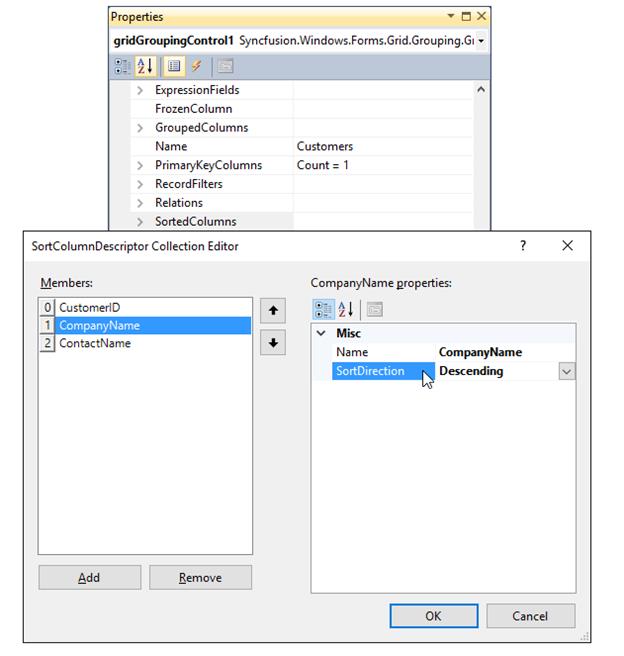 Properties
gridGroupingControl1 Syncfusion.Windows.Forms.Grid.Grouping.Gi
ExpressionFields
FrozenColumn
GroupedColumns
Name Customers
PrimaryKeyColumns Count = 1
RecordFilters
Relations
SortedColumns
SortColumnDescriptor Collection Editor ?
Members: CompanyName properties:
0 CustomerID
1 CompanyName
2 ContactName
Misc
Name CompanyName
SortDirection Descending
Add Remove
OK Cancel